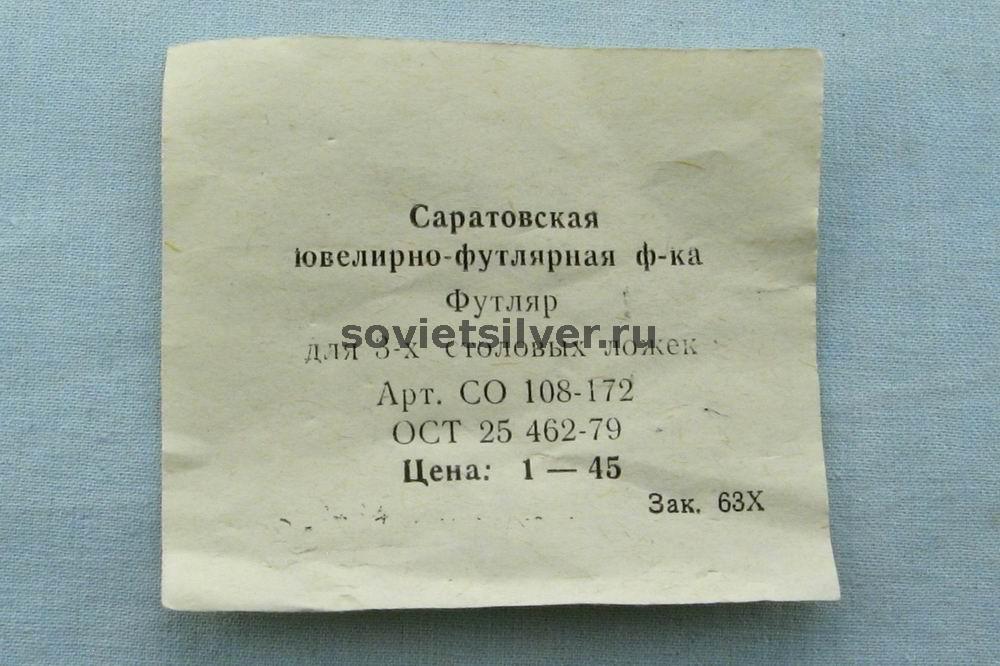 Саратовская
ювелирно-футлярная ф-ка
Футляр
sovietsilver.ru
для 3-х столовых ложек
Арт. СО 108-172
ОСТ 25 462-79
Цена: 1 — 45
Зак. 63Х